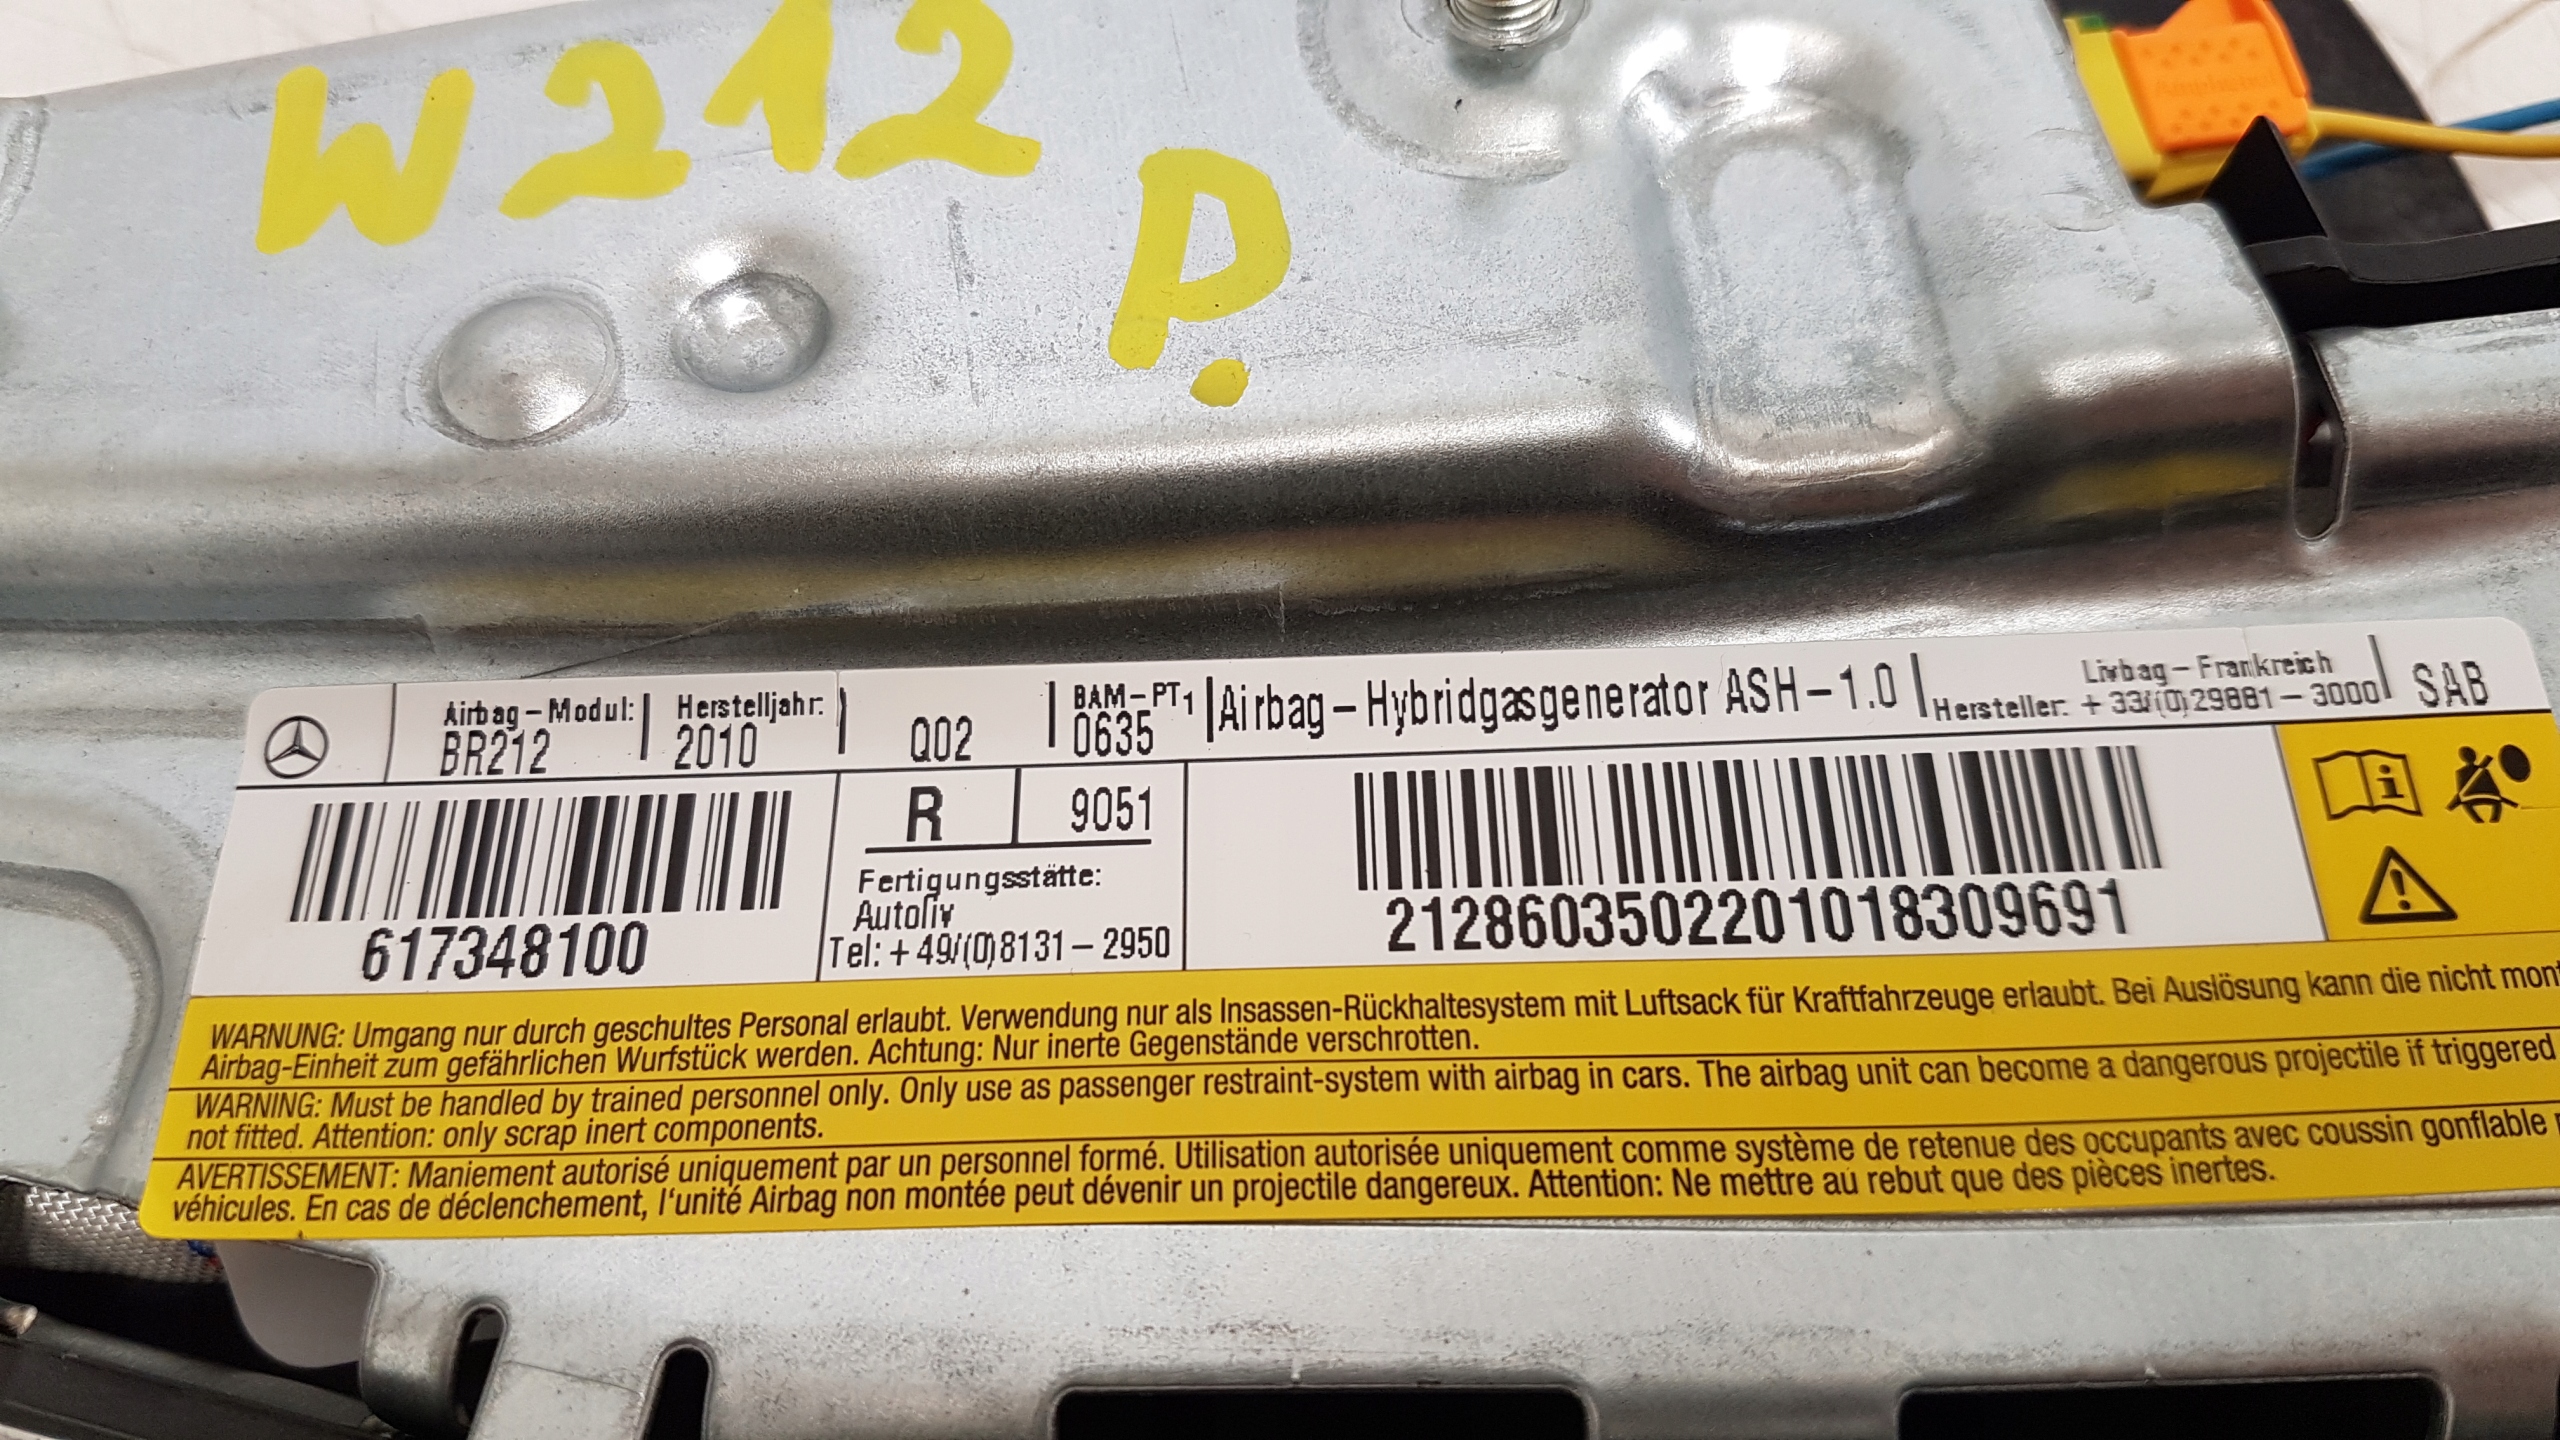 W212
P.
Airbag-Modul:
BR212
Herstelljahr:
2010
Q02
BAM-PT1
0635
Airbag-Hybridgasgenerator ASH-1.0
Livbag-Frankreich
Hersteller: +33/(0)29881-3000
SAB
617348100
R
9051
Fertigungsstätte:
Autoliv
Tel: +49/(0)8131-2950
2128603502201018309691
WARNUNG: Umgang nur durch geschultes Personal erlaubt. Verwendung nur als Insassen-Rückhaltesystem mit Luftsack für Kraftfahrzeuge erlaubt. Bei Auslösung kann die nicht mont
Airbag-Einheit zum gefährlichen Wurfstück werden. Achtung: Nur inerte Gegenstände verschrotten.
WARNING: Must be handled by trained personnel only. Only use as passenger restraint-system with airbag in cars. The airbag unit can become a dangerous projectile if triggered
not fitted. Attention: only scrap inert components.
AVERTISSEMENT: Maniement autorisé uniquement par un personnel formé. Utilisation autorisée uniquement comme système de retenue des occupants avec coussin gonflable
véhicules. En cas de déclenchement, l'unité Airbag non montée peut dévenir un projectile dangereux. Attention: Ne mettre au rebut que des pièces inertes.